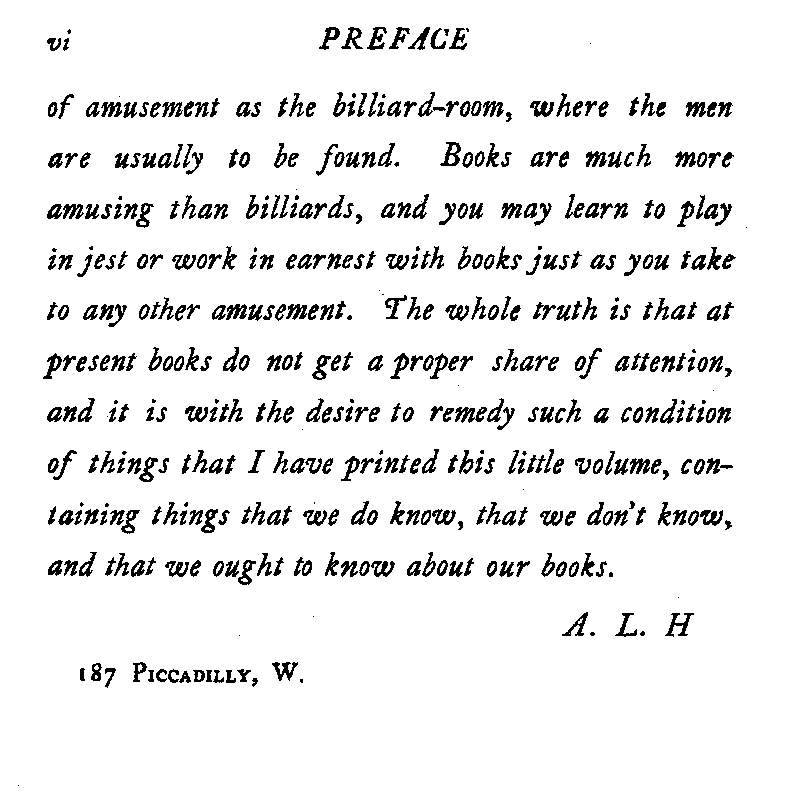 vi PREFACE
of amusement as the billiard-room, where the men
are usually to be found. Books are much more
amusing than billiards, and you may learn to play
in jest or work in earnest with books just as you take
to any other amusement. The whole truth is that at
present books do not get a proper share of attention,
and it is with the desire to remedy such a condition
of things that I have printed this little volume, con-
taining things that we do know, that we don't know,
and that we ought to know about our books.
A. L. H
187 PICCADILLY, W.